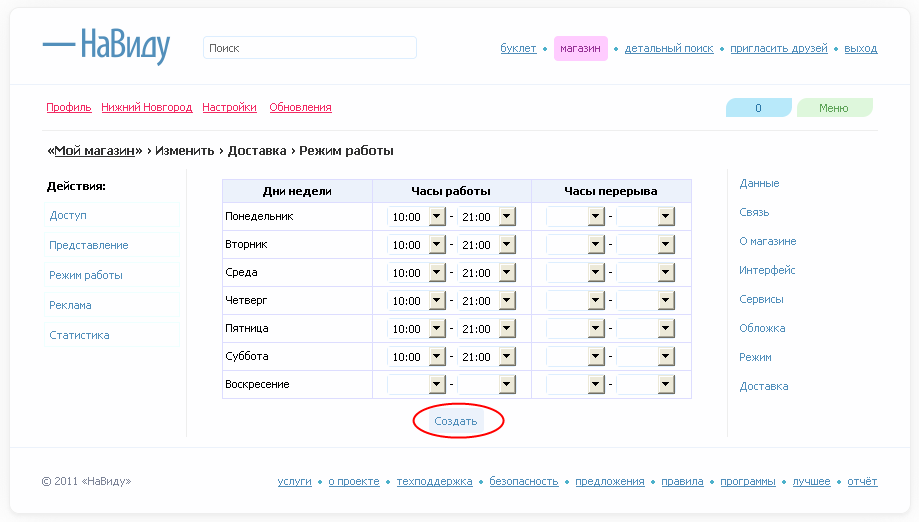 — НаВиду
Поиск
буклет • магазин • детальный поиск • пригласить друзей • выход
Профиль Нижний Новгород Настройки Обновления
0 Меню
«Мой магазин» › Изменить › Доставка › Режим работы
Действия:
Доступ
Представление
Режим работы
Реклама
Статистика
Дни недели Часы работы Часы перерыва
Понедельник 10:00 - 21:00 -
Вторник 10:00 - 21:00 -
Среда 10:00 - 21:00 -
Четверг 10:00 - 21:00 -
Пятница 10:00 - 21:00 -
Суббота 10:00 - 21:00 -
Воскресение - -
Создать
Данные
Связь
О магазине
Интерфейс
Сервисы
Обложка
Режим
Доставка
© 2011 «НаВиду»
услуги • о проекте • техподдержка • безопасность • предложения • правила • программы • лучшее • отчёт